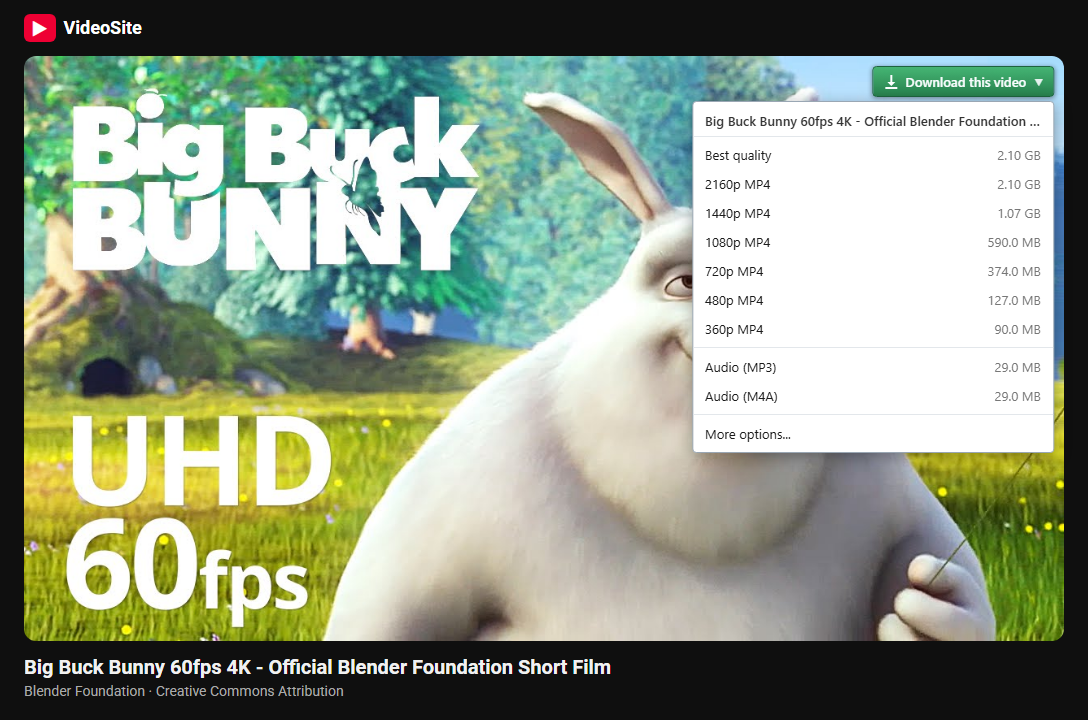 VideoSite
Big Buck
BUNNY
UHD
60fps
Download this video
Big Buck Bunny 60fps 4K - Official Blender Foundation ...
Best quality 2.10 GB
2160p MP4 2.10 GB
1440p MP4 1.07 GB
1080p MP4 590.0 MB
720p MP4 374.0 MB
480p MP4 127.0 MB
360p MP4 90.0 MB
Audio (MP3) 29.0 MB
Audio (M4A) 29.0 MB
More options...
Big Buck Bunny 60fps 4K - Official Blender Foundation Short Film
Blender Foundation · Creative Commons Attribution